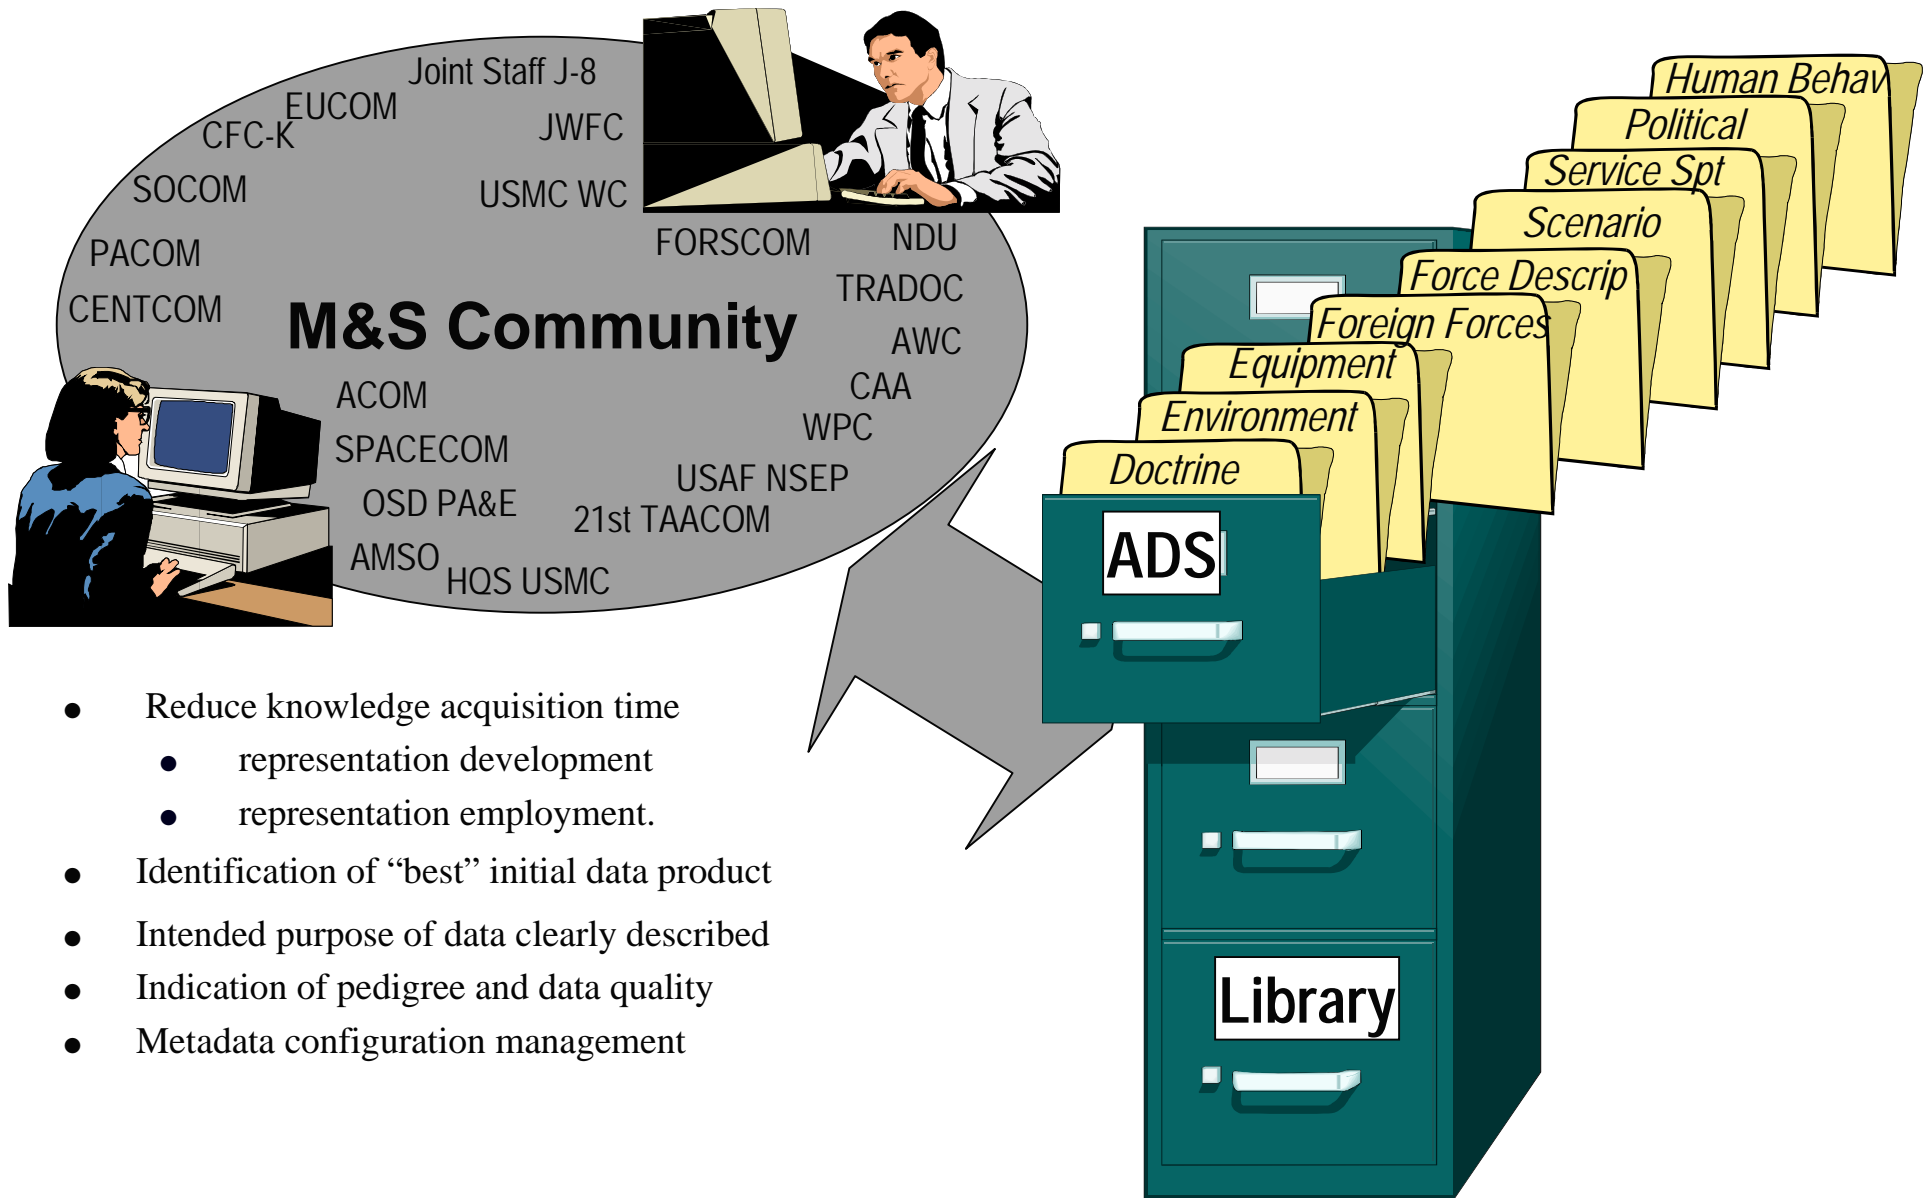 Joint Staff J-8
EUCOM
CFC-K
JWFC
SOCOM
USMC WC
FORSCOM
NDU
PACOM
TRADOC
CENTCOM
M&S Community
AWC
ACOM
CAA
WPC
SPACECOM
USAF NSEP
OSD PA&E
21st TAACOM
AMSO
HQS USMC
Human Behav
Political
Service Spt
Scenario
Force Descrip
Foreign Forces
Equipment
Environment
Doctrine
ADS
Library
● Reduce knowledge acquisition time
● representation development
● representation employment.
● Identification of “best” initial data product
● Intended purpose of data clearly described
● Indication of pedigree and data quality
● Metadata configuration management